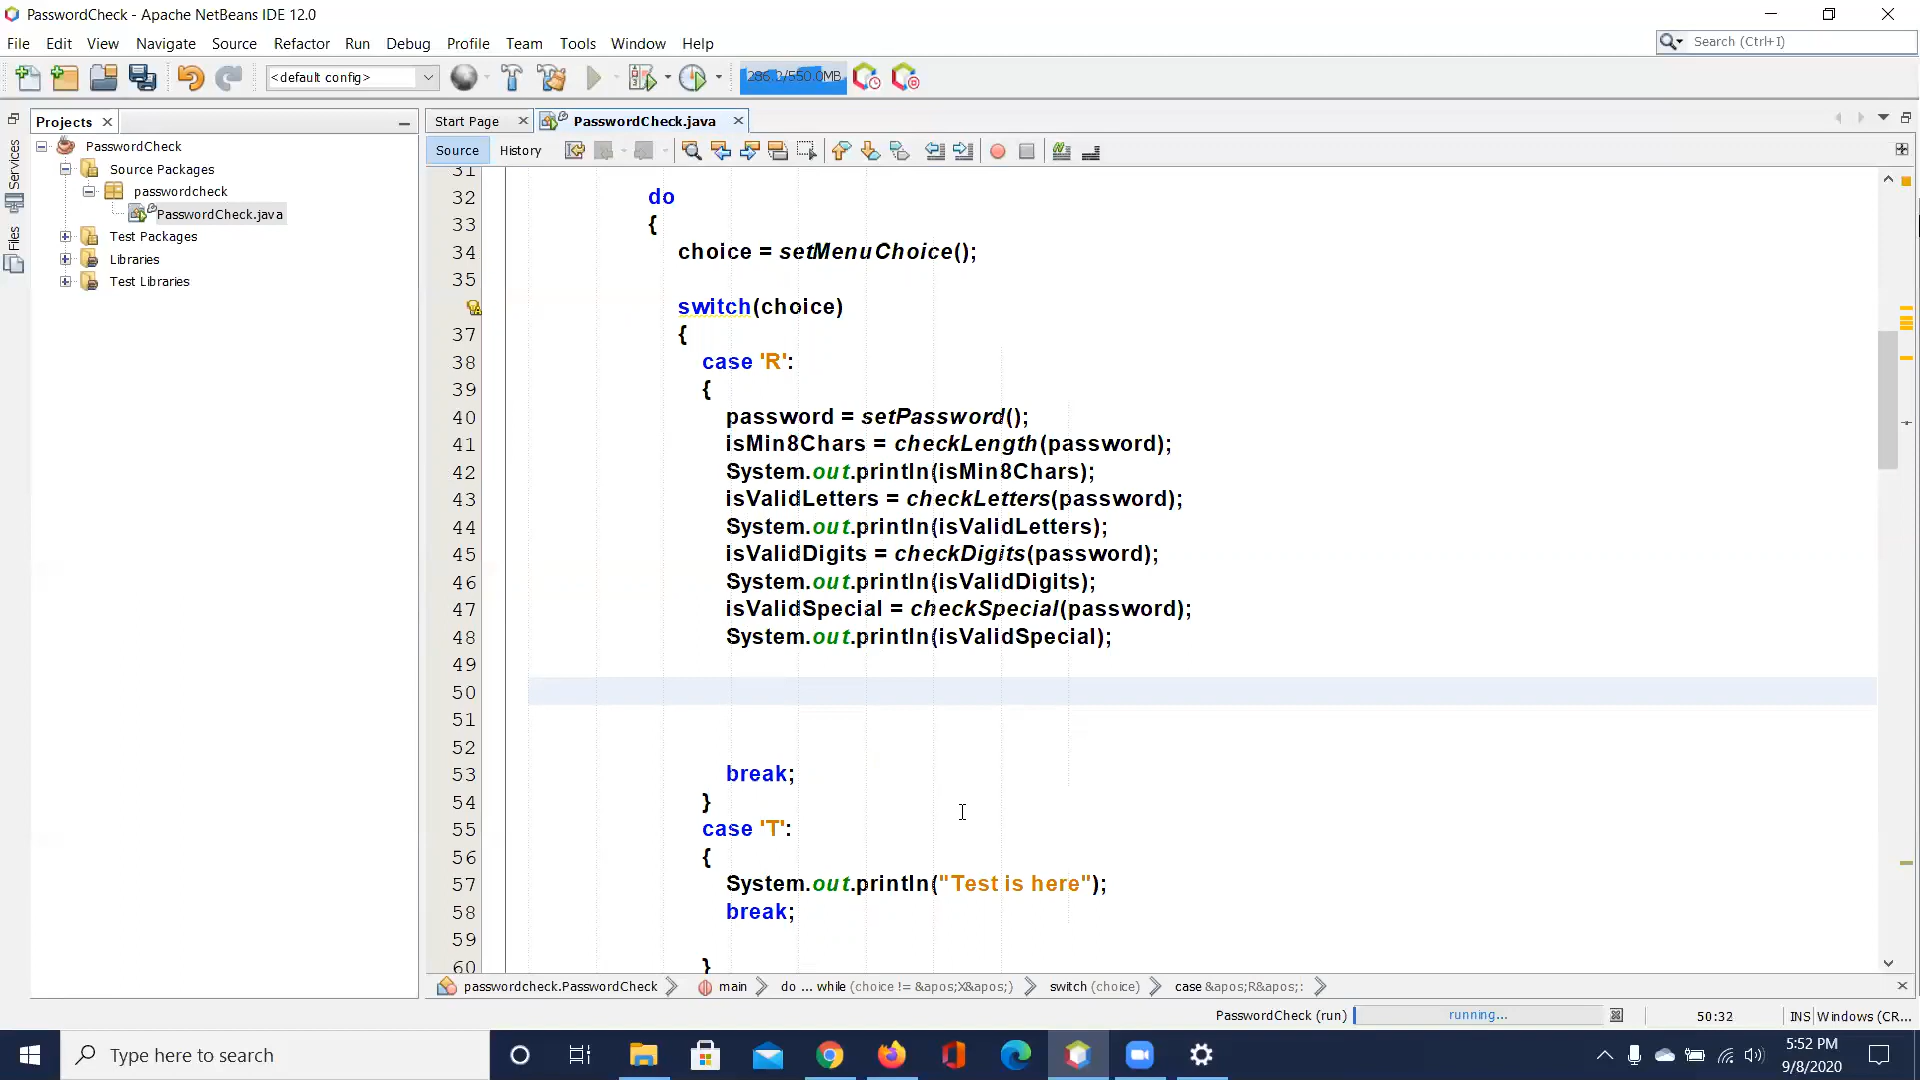 PasswordCheck - Apache NetBeans IDE 12.0
File Edit View Navigate Source Refactor Run Debug Profile Team Tools Window Help
Search (Ctrl+I)
<default config>
286.2/550.0MB
Projects
Start Page
PasswordCheck.java
Source History
Services
Files
PasswordCheck
Source Packages
passwordcheck
PasswordCheck.java
Test Packages
Libraries
Test Libraries
31
32 do
33 {
34 choice = setMenuChoice();
35
switch(choice)
37 {
38 case 'R':
39 {
40 password = setPassword();
41 isMin8Chars = checkLength(password);
42 System.out.println(isMin8Chars);
43 isValidLetters = checkLetters(password);
44 System.out.println(isValidLetters);
45 isValidDigits = checkDigits(password);
46 System.out.println(isValidDigits);
47 isValidSpecial = checkSpecial(password);
48 System.out.println(isValidSpecial);
49
50
51
52
53 break;
54 }
55 case 'T':
56 {
57 System.out.println("Test is here");
58 break;
59
60 }
passwordcheck.PasswordCheck main do ... while (choice != &apos;X&apos;) switch (choice) case &apos;R&apos;:
PasswordCheck (run) running... 50:32 INS Windows (CR...
Type here to search
5:52 PM
9/8/2020